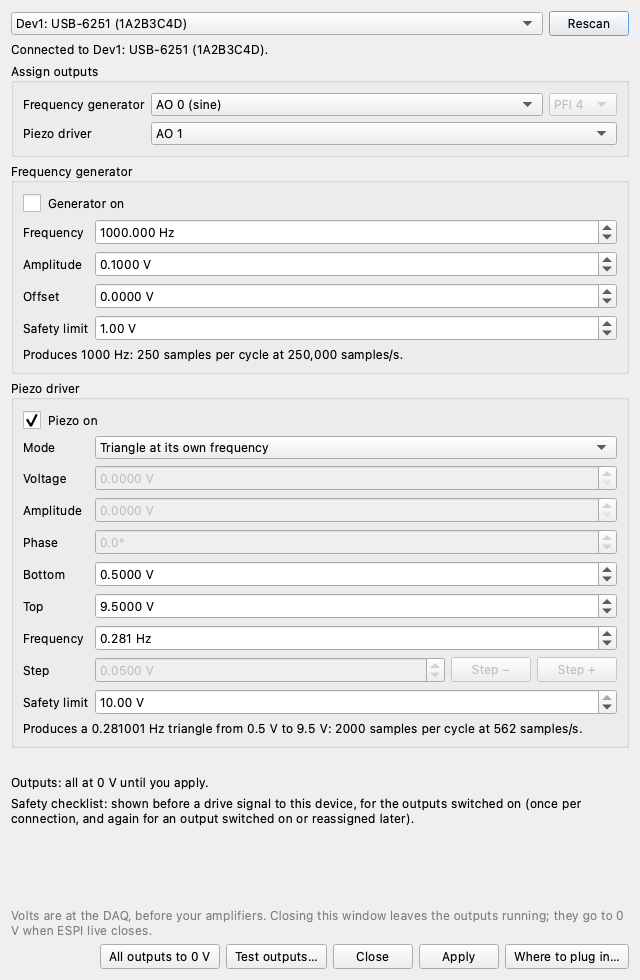 Dev1: USB-6251 (1A2B3C4D)
Rescan
Connected to Dev1: USB-6251 (1A2B3C4D).
Assign outputs
Frequency generator
AO 0 (sine)
PFI 4
Piezo driver
AO 1
Frequency generator
Generator on
Frequency
1000.000 Hz
Amplitude
0.1000 V
Offset
0.0000 V
Safety limit
1.00 V
Produces 1000 Hz: 250 samples per cycle at 250,000 samples/s.
Piezo driver
Piezo on
Mode
Triangle at its own frequency
Voltage
0.0000 V
Amplitude
0.0000 V
Phase
0.0°
Bottom
0.5000 V
Top
9.5000 V
Frequency
0.281 Hz
Step
0.0500 V
Step −
Step +
Safety limit
10.00 V
Produces a 0.281001 Hz triangle from 0.5 V to 9.5 V: 2000 samples per cycle at 562 samples/s.
Outputs: all at 0 V until you apply.
Safety checklist: shown before a drive signal to this device, for the outputs switched on (once per
connection, and again for an output switched on or reassigned later).
Volts are at the DAQ, before your amplifiers. Closing this window leaves the outputs running; they go to 0
V when ESPI live closes.
All outputs to 0 V
Test outputs...
Close
Apply
Where to plug in...